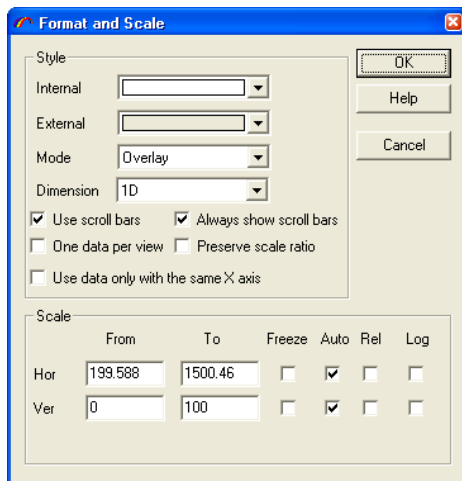 Format and Scale
Style
OK
Internal
Help
External
Mode Overlay
Cancel
Dimension 1D
Use scroll bars Always show scroll bars
One data per view Preserve scale ratio
Use data only with the same X axis
Scale
From To Freeze Auto Rel Log
Hor 199.588 1500.46
Ver 0 100